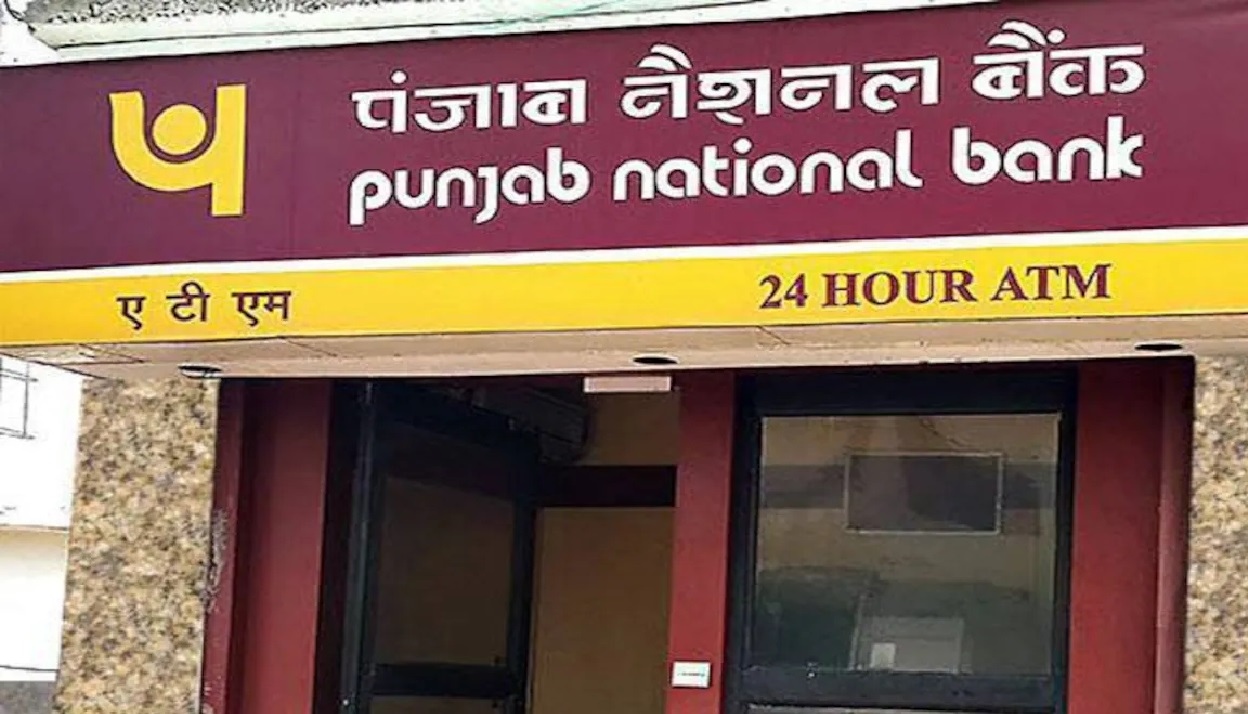 पंजाब नैशनल बैंक
punjab national bank
ए टी एम
24 HOUR ATM